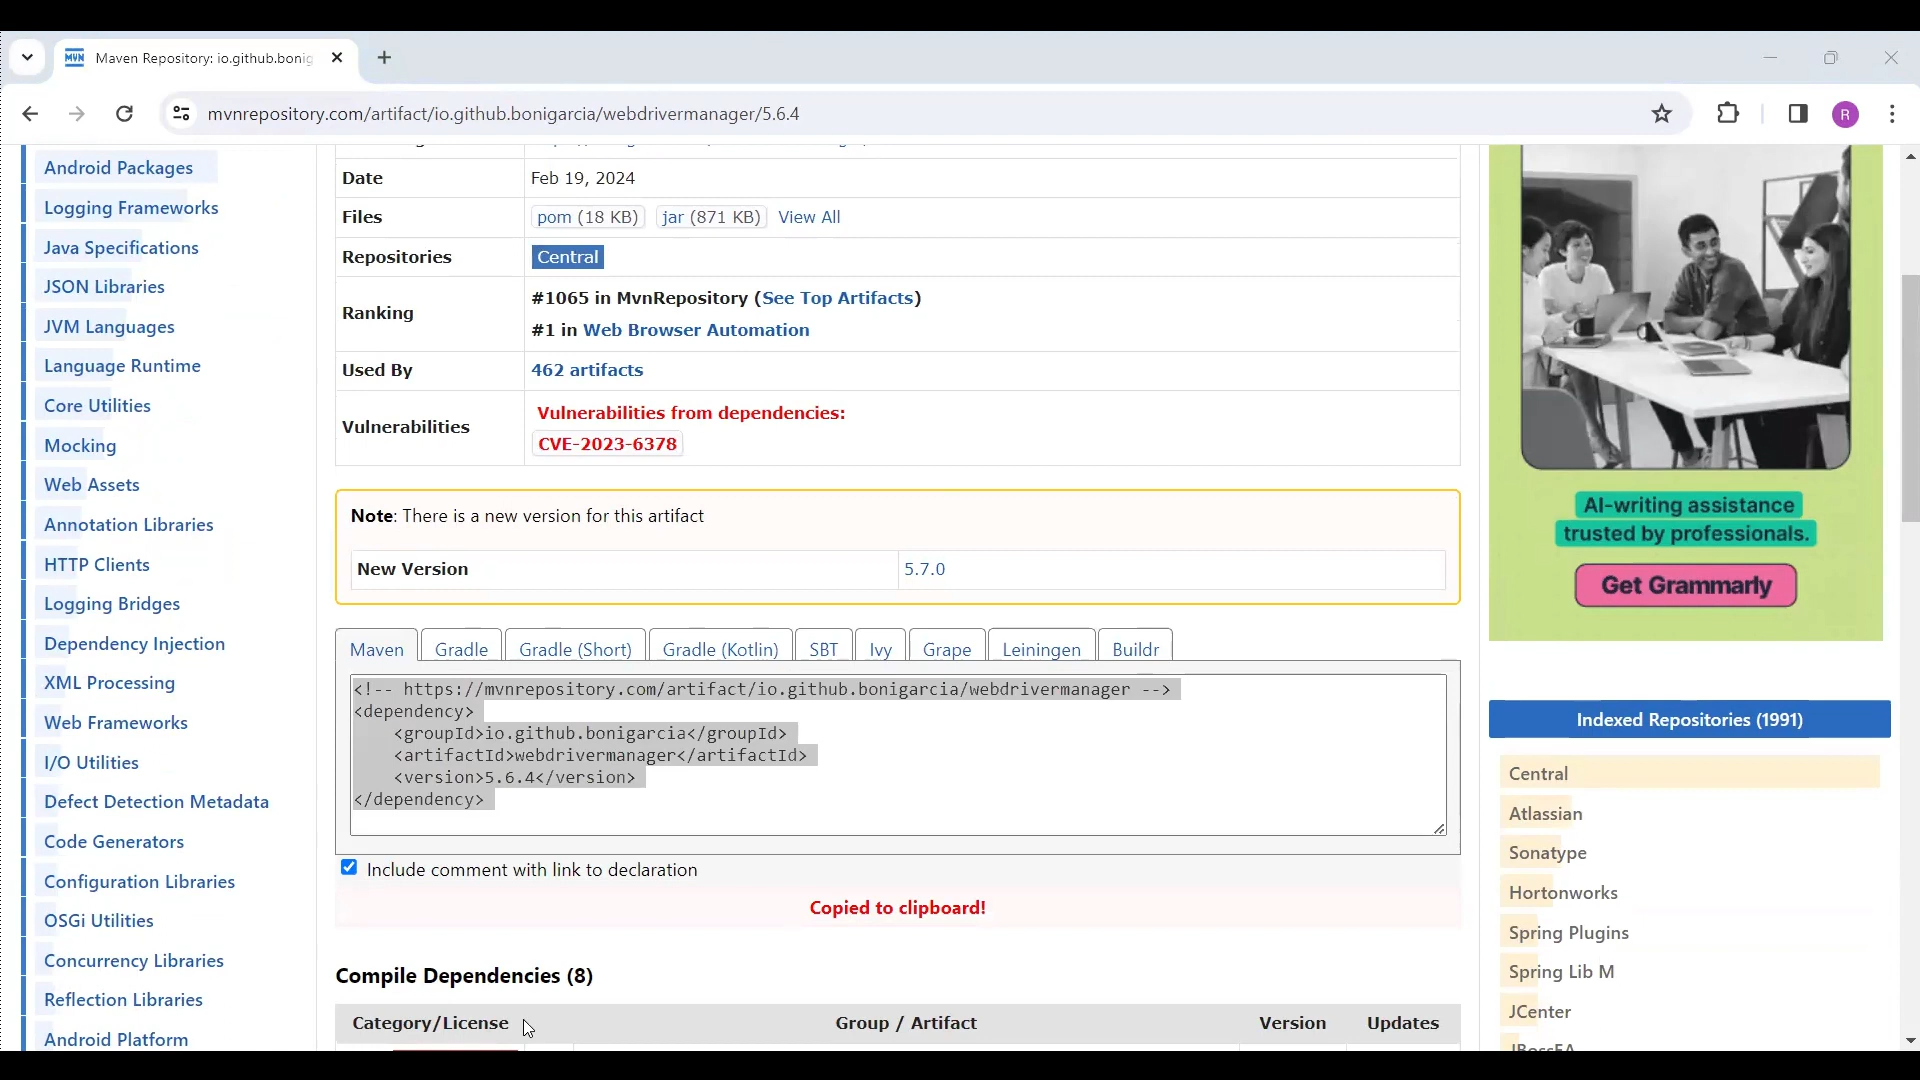 Maven Repository: io.github.bonig
mvnrepository.com/artifact/io.github.bonigarcia/webdrivermanager/5.6.4
R
Android Packages
Logging Frameworks
Java Specifications
JSON Libraries
JVM Languages
Language Runtime
Core Utilities
Mocking
Web Assets
Annotation Libraries
HTTP Clients
Logging Bridges
Dependency Injection
XML Processing
Web Frameworks
I/O Utilities
Defect Detection Metadata
Code Generators
Configuration Libraries
OSGi Utilities
Concurrency Libraries
Reflection Libraries
Android Platform
Date Feb 19, 2024
Files pom (18 KB) jar (871 KB) View All
Repositories Central
Ranking #1065 in MvnRepository (See Top Artifacts)
#1 in Web Browser Automation
Used By 462 artifacts
Vulnerabilities Vulnerabilities from dependencies:
CVE-2023-6378
Note: There is a new version for this artifact
New Version 5.7.0
Maven Gradle Gradle (Short) Gradle (Kotlin) SBT Ivy Grape Leiningen Buildr
<!-- https://mvnrepository.com/artifact/io.github.bonigarcia/webdrivermanager -->
<dependency>
    <groupId>io.github.bonigarcia</groupId>
    <artifactId>webdrivermanager</artifactId>
    <version>5.6.4</version>
</dependency>
Include comment with link to declaration
Copied to clipboard!
Compile Dependencies (8)
Category/License Group / Artifact Version Updates
AI-writing assistance
trusted by professionals.
Get Grammarly
Indexed Repositories (1991)
Central
Atlassian
Sonatype
Hortonworks
Spring Plugins
Spring Lib M
JCenter
JBossEA